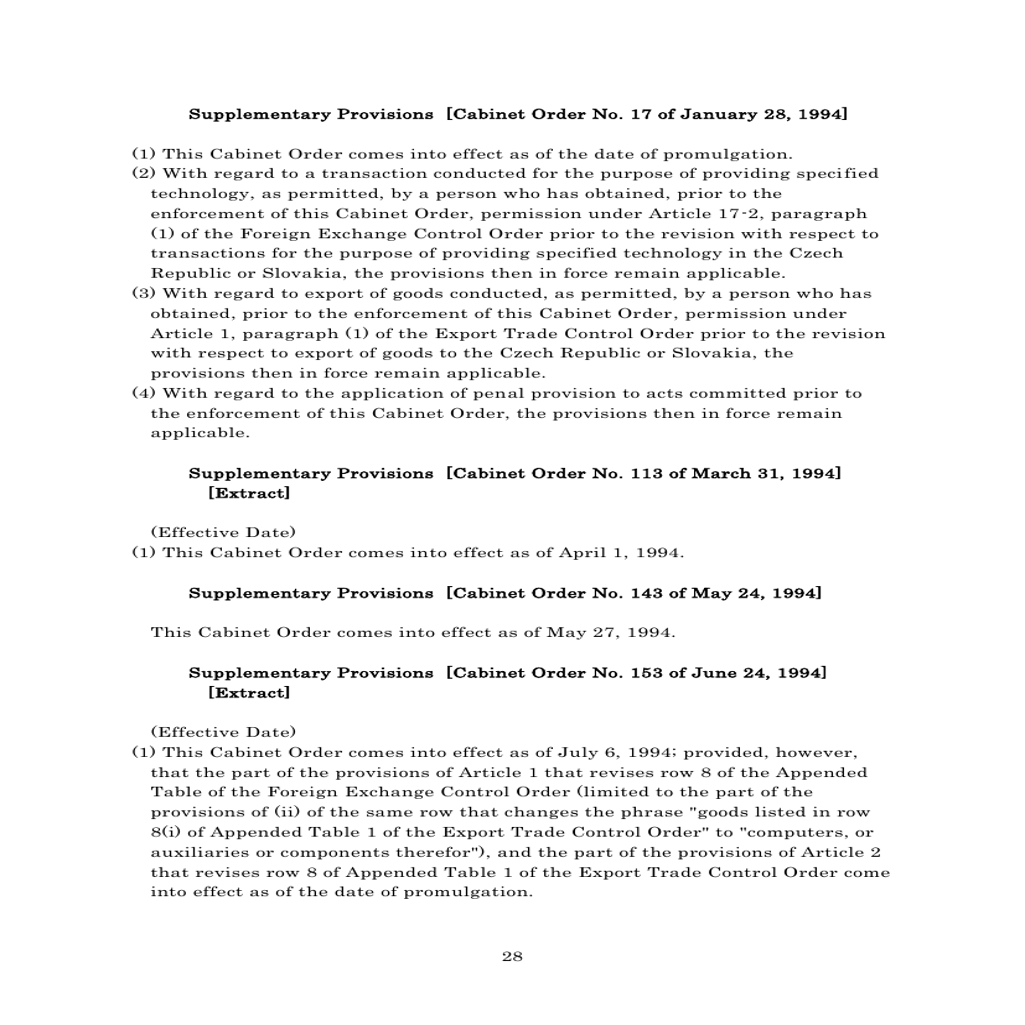 Supplementary Provisions [Cabinet Order No. 17 of January 28, 1994]
(1) This Cabinet Order comes into effect as of the date of promulgation.
(2) With regard to a transaction conducted for the purpose of providing specified
technology, as permitted, by a person who has obtained, prior to the
enforcement of this Cabinet Order, permission under Article 17-2, paragraph
(1) of the Foreign Exchange Control Order prior to the revision with respect to
transactions for the purpose of providing specified technology in the Czech
Republic or Slovakia, the provisions then in force remain applicable.
(3) With regard to export of goods conducted, as permitted, by a person who has
obtained, prior to the enforcement of this Cabinet Order, permission under
Article 1, paragraph (1) of the Export Trade Control Order prior to the revision
with respect to export of goods to the Czech Republic or Slovakia, the
provisions then in force remain applicable.
(4) With regard to the application of penal provision to acts committed prior to
the enforcement of this Cabinet Order, the provisions then in force remain
applicable.
Supplementary Provisions [Cabinet Order No. 113 of March 31, 1994]
[Extract]
(Effective Date)
(1) This Cabinet Order comes into effect as of April 1, 1994.
Supplementary Provisions [Cabinet Order No. 143 of May 24, 1994]
This Cabinet Order comes into effect as of May 27, 1994.
Supplementary Provisions [Cabinet Order No. 153 of June 24, 1994]
[Extract]
(Effective Date)
(1) This Cabinet Order comes into effect as of July 6, 1994; provided, however,
that the part of the provisions of Article 1 that revises row 8 of the Appended
Table of the Foreign Exchange Control Order (limited to the part of the
provisions of (ii) of the same row that changes the phrase "goods listed in row
8(i) of Appended Table 1 of the Export Trade Control Order" to "computers, or
auxiliaries or components therefor"), and the part of the provisions of Article 2
that revises row 8 of Appended Table 1 of the Export Trade Control Order come
into effect as of the date of promulgation.
28